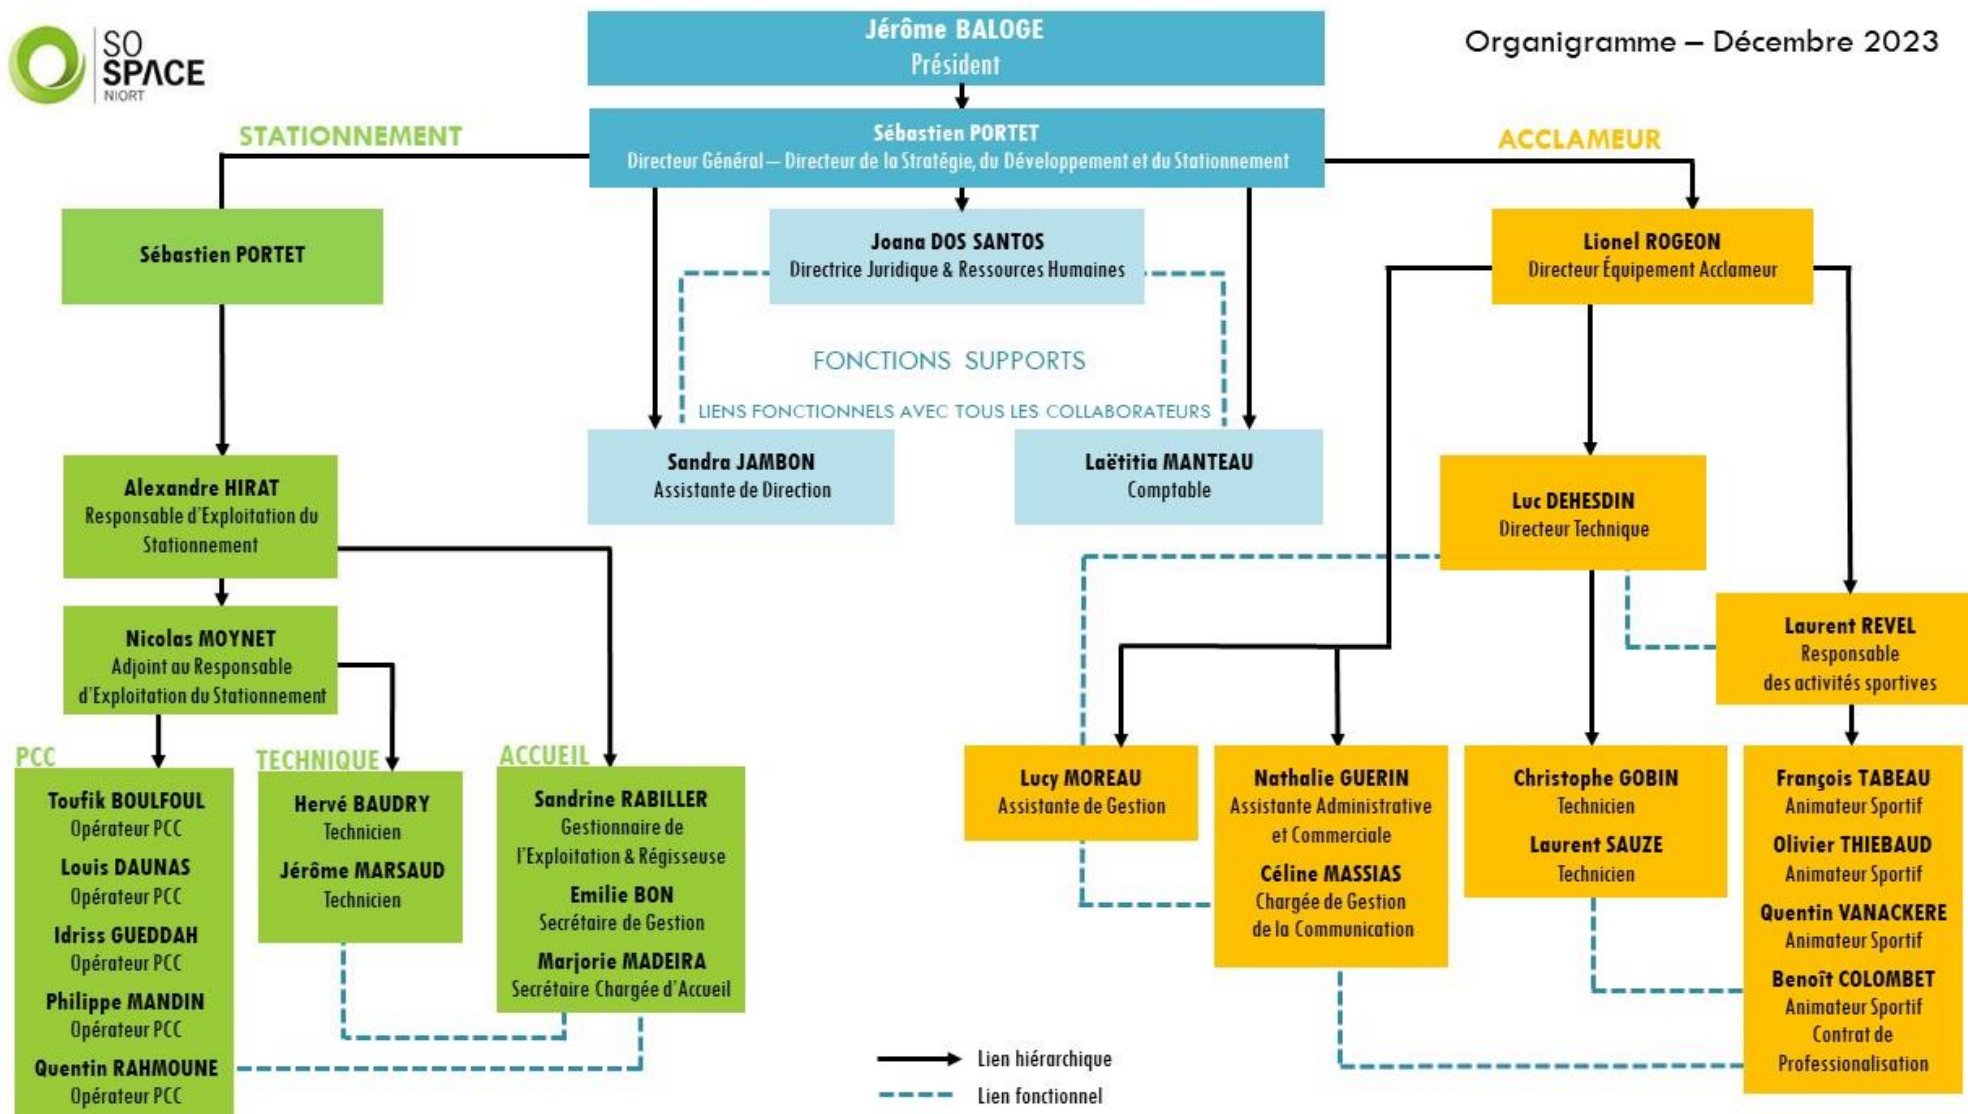 SO
SPACE
NIORT
Jérôme BALOGE
Président
Organigramme – Décembre 2023
STATIONNEMENT
Sébastien PORTET
Directeur Général – Directeur de la Stratégie, du Développement et du Stationnement
ACCLAMEUR
Sébastien PORTET
Joana DOS SANTOS
Directrice Juridique & Ressources Humaines
Lionel ROGEON
Directeur Équipement Acclameur
FONCTIONS SUPPORTS
LIENS FONCTIONNELS AVEC TOUS LES COLLABORATEURS
Sandra JAMBON
Assistante de Direction
Laëtitia MANTEAU
Comptable
Alexandre HIRAT
Responsable d'Exploitation du
Stationnement
Luc DEHESDIN
Directeur Technique
Nicolas MOYNET
Adjoint au Responsable
d'Exploitation du Stationnement
Laurent REVEL
Responsable
des activités sportives
PCC
Toufik BOULFOUL
Opérateur PCC
Louis DAUNAS
Opérateur PCC
Idriss GUEDDAH
Opérateur PCC
Philippe MANDIN
Opérateur PCC
Quentin RAHMOUNE
Opérateur PCC
TECHNIQUE
Hervé BAUDRY
Technicien
Jérôme MARSAUD
Technicien
ACCUEIL
Sandrine RABILLER
Gestionnaire de
l'Exploitation & Régisseuse
Emilie BON
Secrétaire de Gestion
Marjorie MADEIRA
Secrétaire Chargée d'Accueil
Lucy MOREAU
Assistante de Gestion
Nathalie GUERIN
Assistante Administrative
et Commerciale
Céline MASSIAS
Chargée de Gestion
de la Communication
Christophe GOBIN
Technicien
Laurent SAUZE
Technicien
François TABEAU
Animateur Sportif
Olivier THIEBAUD
Animateur Sportif
Quentin VANACKERE
Animateur Sportif
Benoît COLOMBET
Animateur Sportif
Contrat de
Professionalisation
Lien hiérarchique
Lien fonctionnel